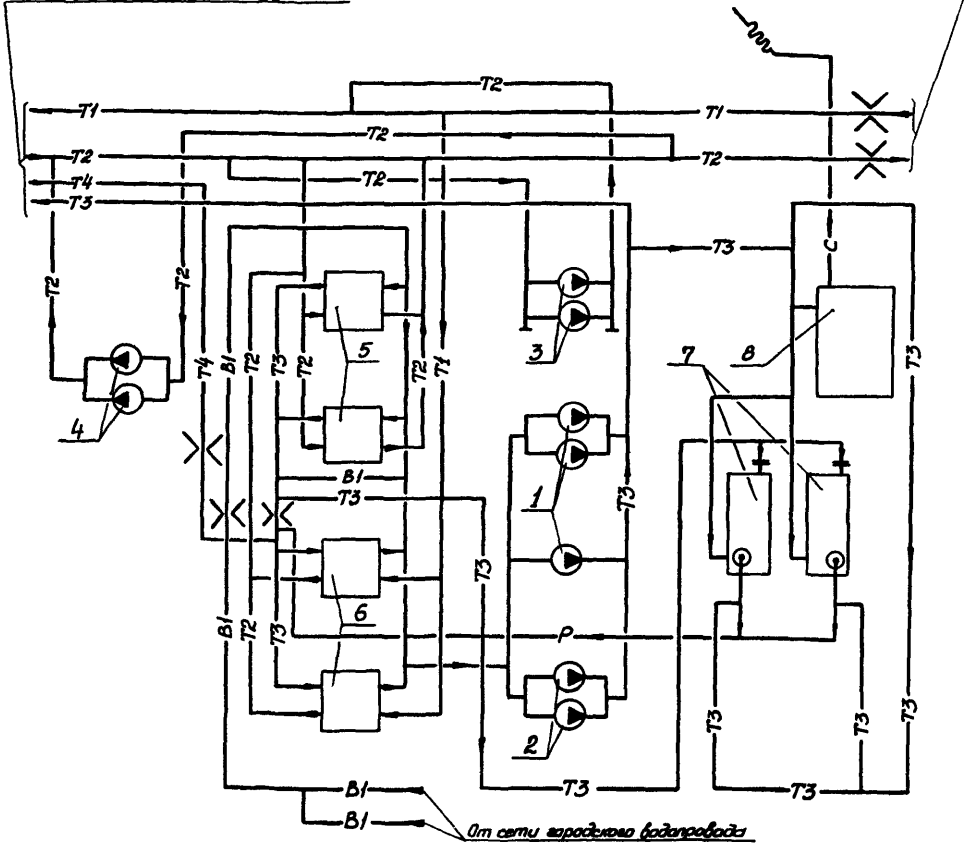 T2
T1 T1
T2
T2 T2
T4 T2
T3
T3
C
T2 T2
3
5
8
7
T4 B1 T2 T3 T2 T2 T1
T3
4
B1
T3
1
T3
T3
6
B1 T2 T3
P
2
T3 T3 T3
B1 T3 T3
B1
От сети городского водопровода